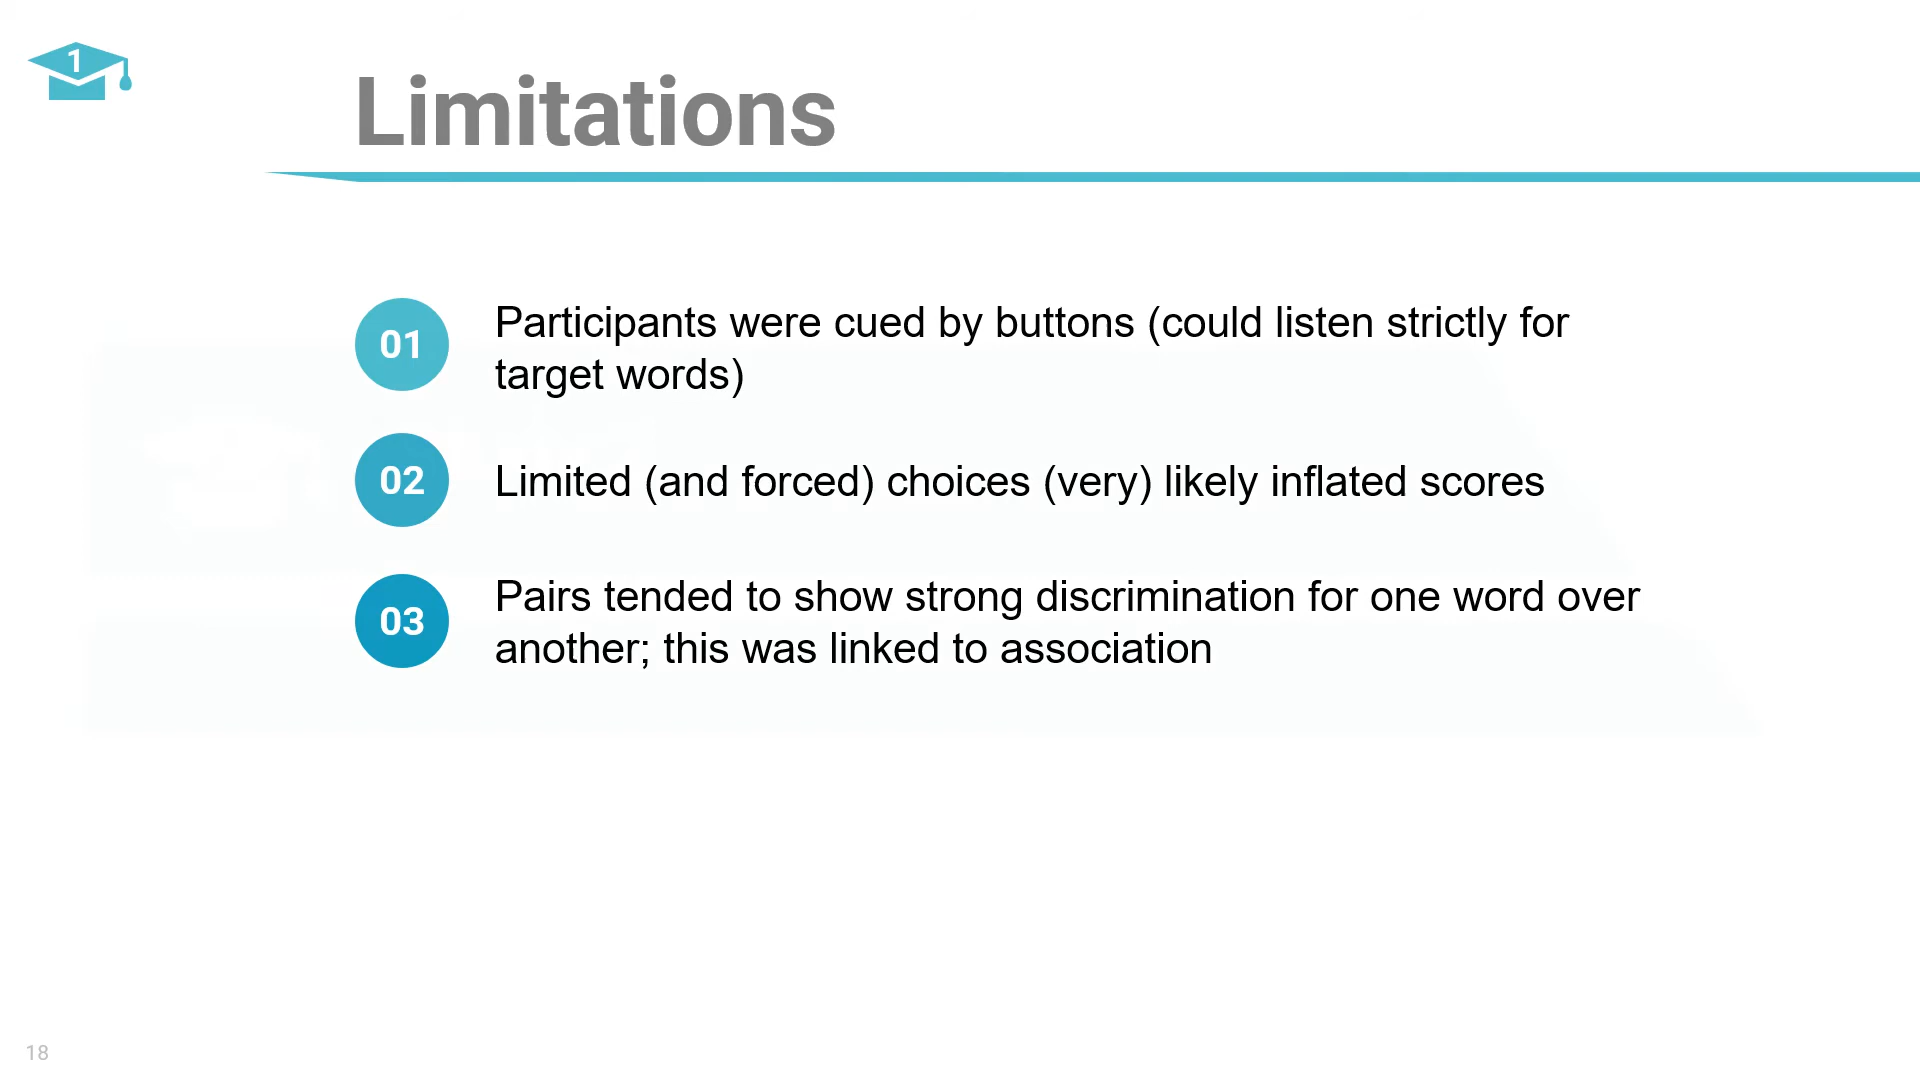 1
Limitations
01
Participants were cued by buttons (could listen strictly for
target words)
02
Limited (and forced) choices (very) likely inflated scores
03
Pairs tended to show strong discrimination for one word over
another; this was linked to association
18